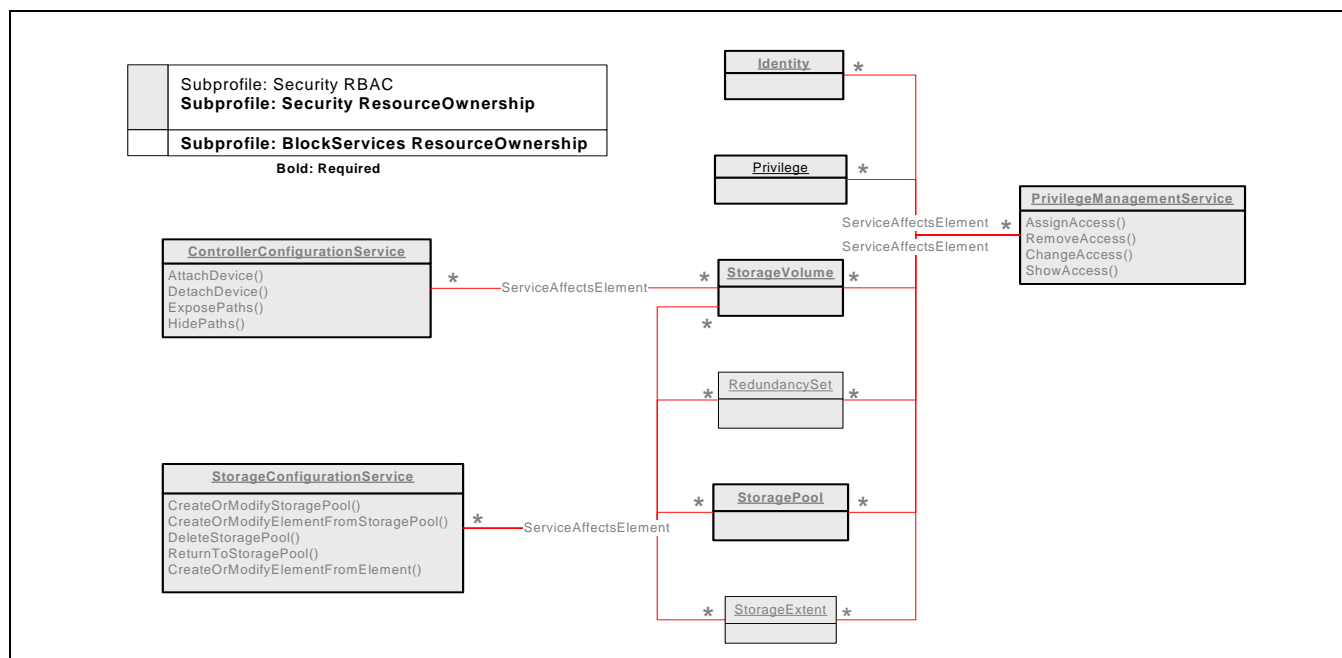 Subprofile: Security RBAC
Subprofile: Security ResourceOwnership
Subprofile: BlockServices ResourceOwnership
Bold: Required
Identity
*
Privilege
*
PrivilegeManagementService
AssignAccess()
RemoveAccess()
ChangeAccess()
ShowAccess()
ServiceAffectsElement
*
ServiceAffectsElement
ControllerConfigurationService
AttachDevice()
DetachDevice()
ExposePaths()
HidePaths()
*
ServiceAffectsElement
*
StorageVolume
*
*
*
RedundancySet
*
StorageConfigurationService
CreateOrModifyStoragePool()
CreateOrModifyElementFromStoragePool()
DeleteStoragePool()
ReturnToStoragePool()
CreateOrModifyElementFromElement()
*
ServiceAffectsElement
*
StoragePool
*
*
StorageExtent
*